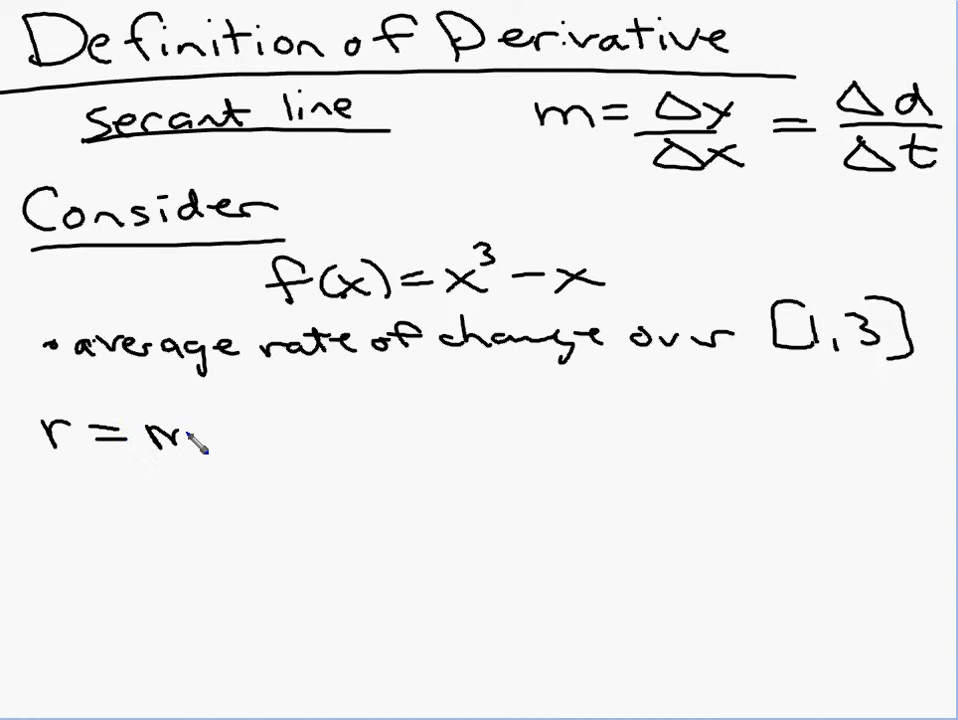 Definition of Derivative
secant line m = Δy/Δx = Δd/Δt
Consider
f(x) = x³ - x
• average rate of change over [1, 3]
r = m